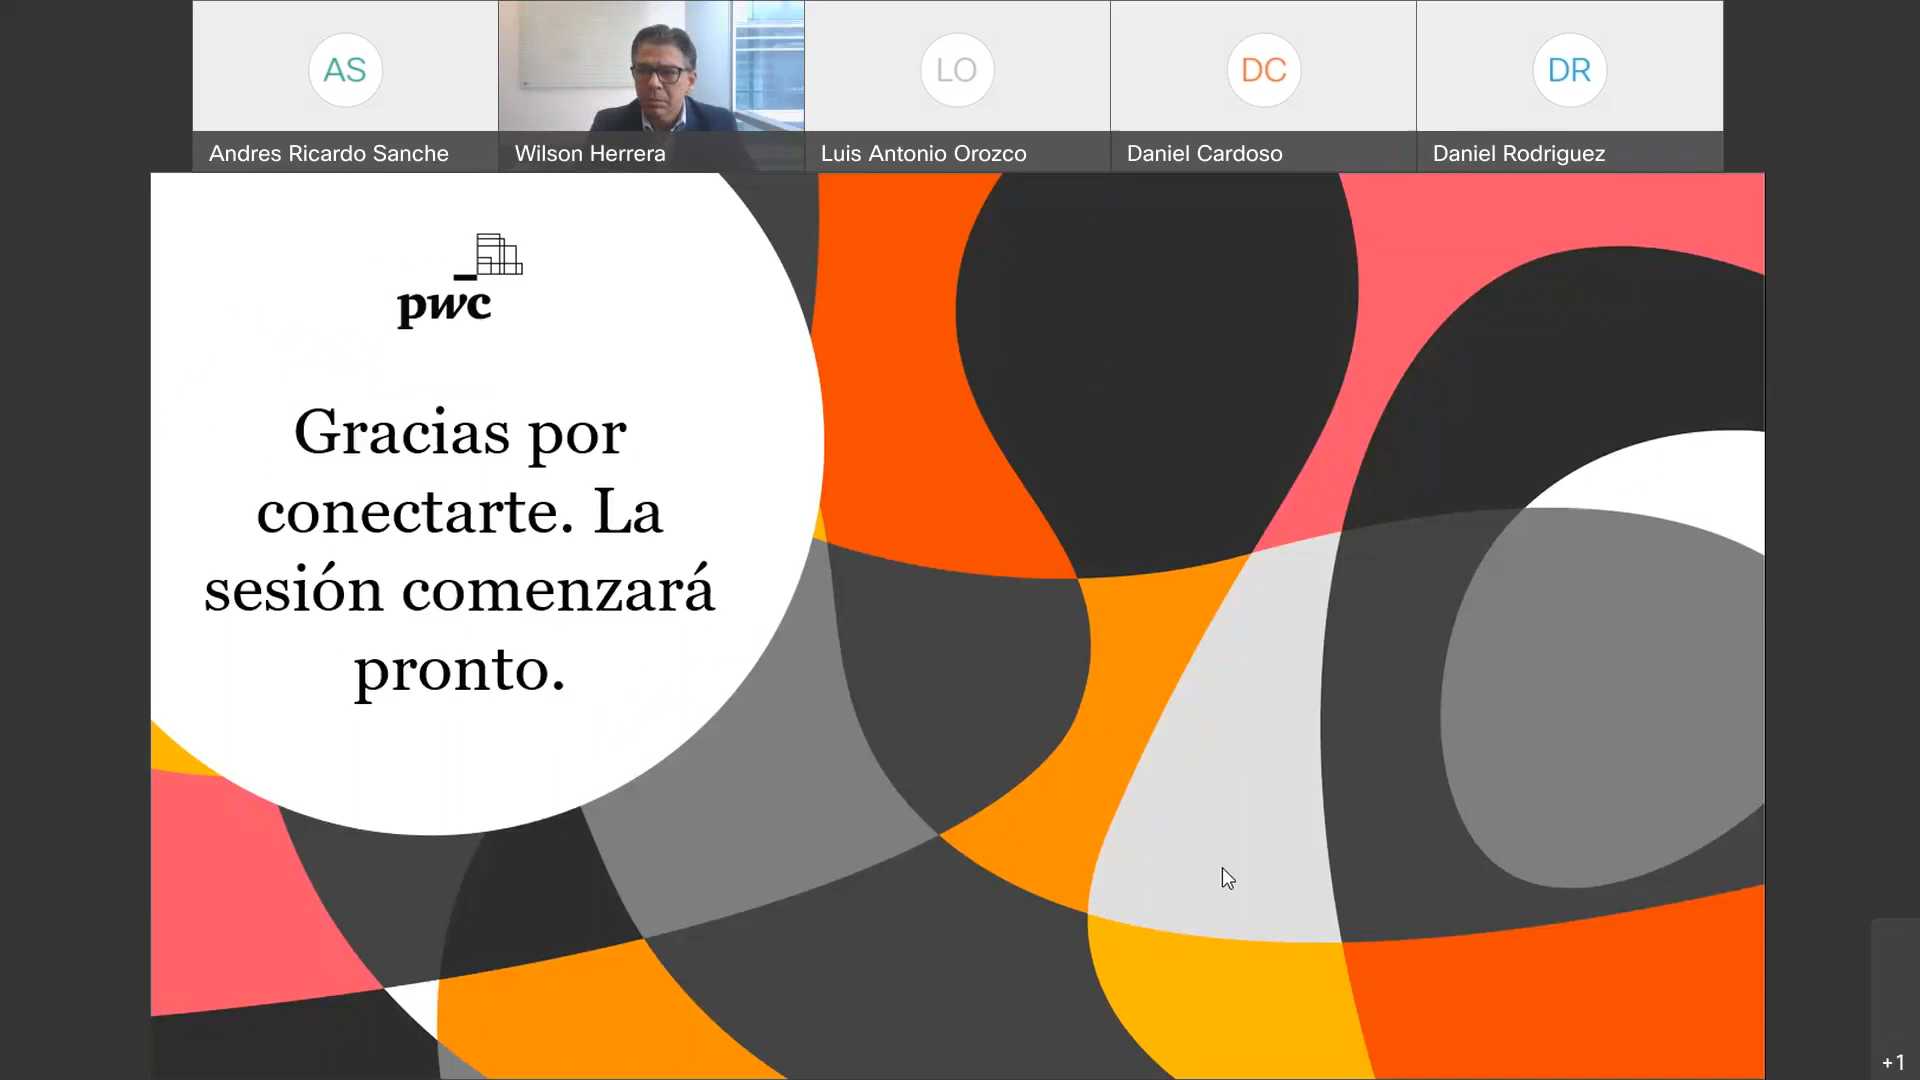 AS
LO
DC
DR
Andres Ricardo Sanche
Wilson Herrera
Luis Antonio Orozco
Daniel Cardoso
Daniel Rodriguez
pwc
Gracias por
conectarte. La
sesión comenzará
pronto.
+1